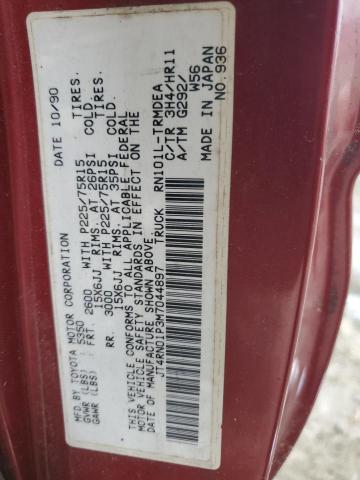 MFD BY TOYOTA MOTOR CORPORATION DATE 10/90
GVWR (LBS) 5350
GAWR (LBS) FRT. 2600 WITH P225/75R15 TIRES.
15X6JJ RIMS. AT 26PSI COLD.
RR. 3000 WITH P225/75R15 TIRES.
15X6JJ RIMS. AT 35PSI COLD.
THIS VEHICLE CONFORMS TO ALL APPLICABLE FEDERAL
MOTOR VEHICLE SAFETY STANDARDS IN EFFECT ON THE
DATE OF MANUFACTURE SHOWN ABOVE.
JT4RN01P3M7044897 TRUCK RN101L-TRMDEA
C/TM 3H4/HR11
A/TM G292/
W56
MADE IN JAPAN
NO.936